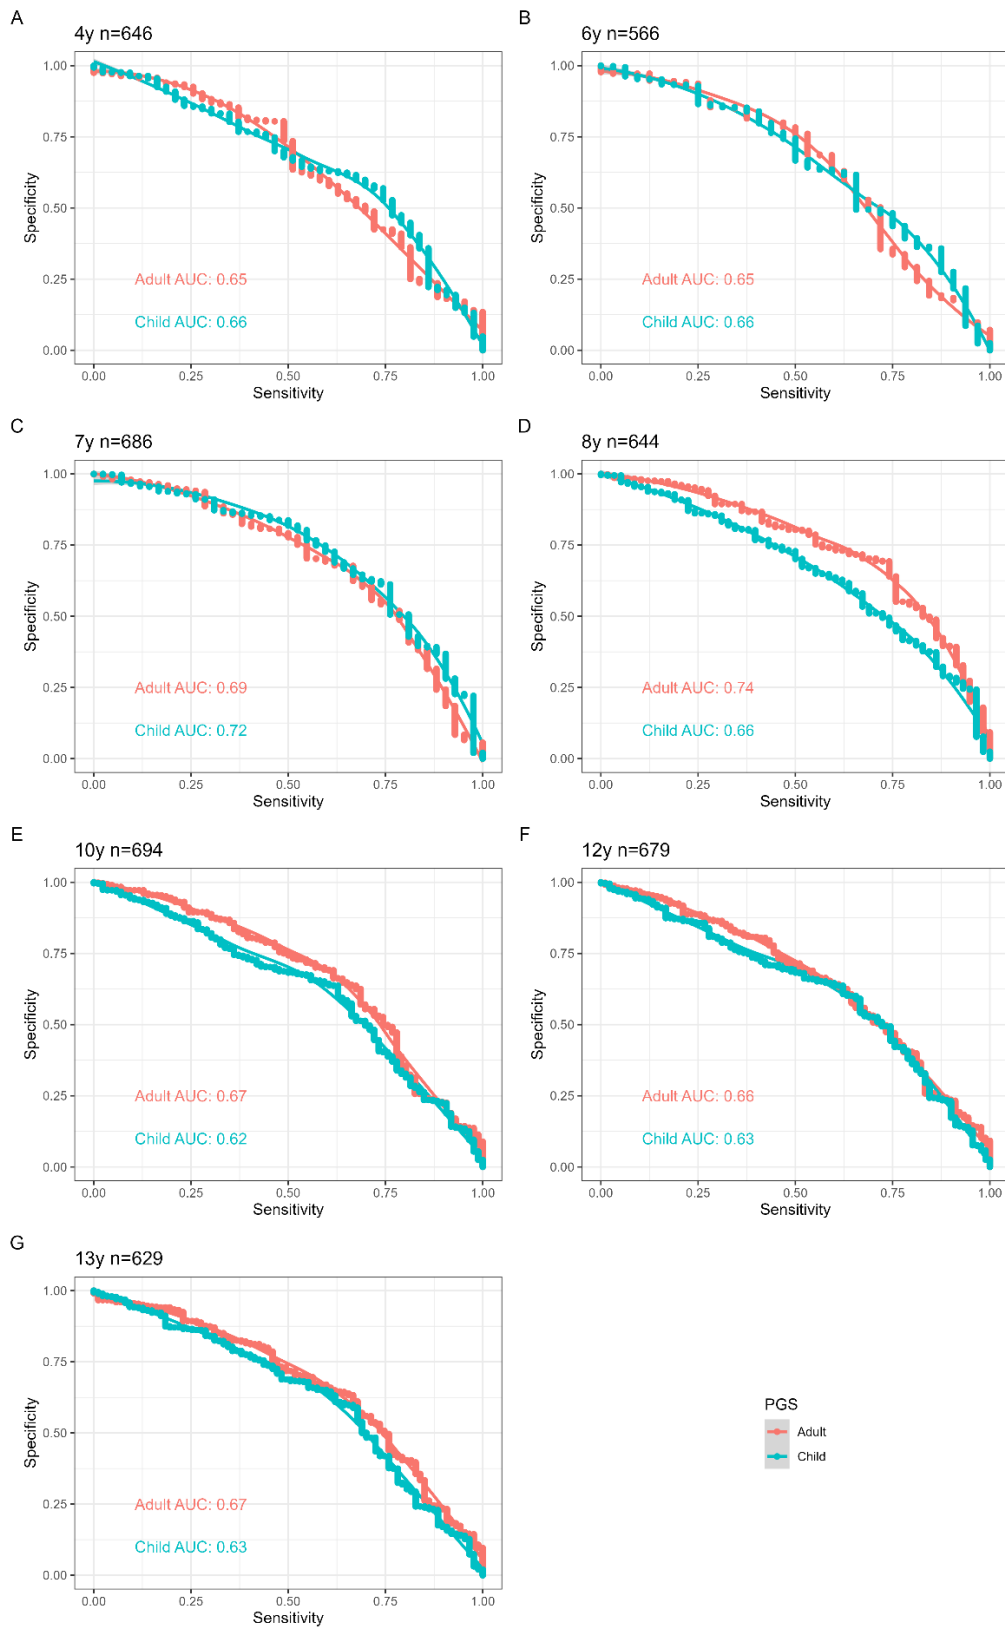 A
4y n=646
1.00
0.75
0.50
0.25
0.00
Specificity
Adult AUC: 0.65
Child AUC: 0.66
0.00 0.25 0.50 0.75 1.00
Sensitivity
B
6y n=566
1.00
0.75
0.50
0.25
0.00
Specificity
Adult AUC: 0.65
Child AUC: 0.66
0.00 0.25 0.50 0.75 1.00
Sensitivity
C
7y n=686
1.00
0.75
0.50
0.25
0.00
Specificity
Adult AUC: 0.69
Child AUC: 0.72
0.00 0.25 0.50 0.75 1.00
Sensitivity
D
8y n=644
1.00
0.75
0.50
0.25
0.00
Specificity
Adult AUC: 0.74
Child AUC: 0.66
0.00 0.25 0.50 0.75 1.00
Sensitivity
E
10y n=694
1.00
0.75
0.50
0.25
0.00
Specificity
Adult AUC: 0.67
Child AUC: 0.62
0.00 0.25 0.50 0.75 1.00
Sensitivity
F
12y n=679
1.00
0.75
0.50
0.25
0.00
Specificity
Adult AUC: 0.66
Child AUC: 0.63
0.00 0.25 0.50 0.75 1.00
Sensitivity
G
13y n=629
1.00
0.75
0.50
0.25
0.00
Specificity
Adult AUC: 0.67
Child AUC: 0.63
0.00 0.25 0.50 0.75 1.00
Sensitivity
PGS
Adult
Child